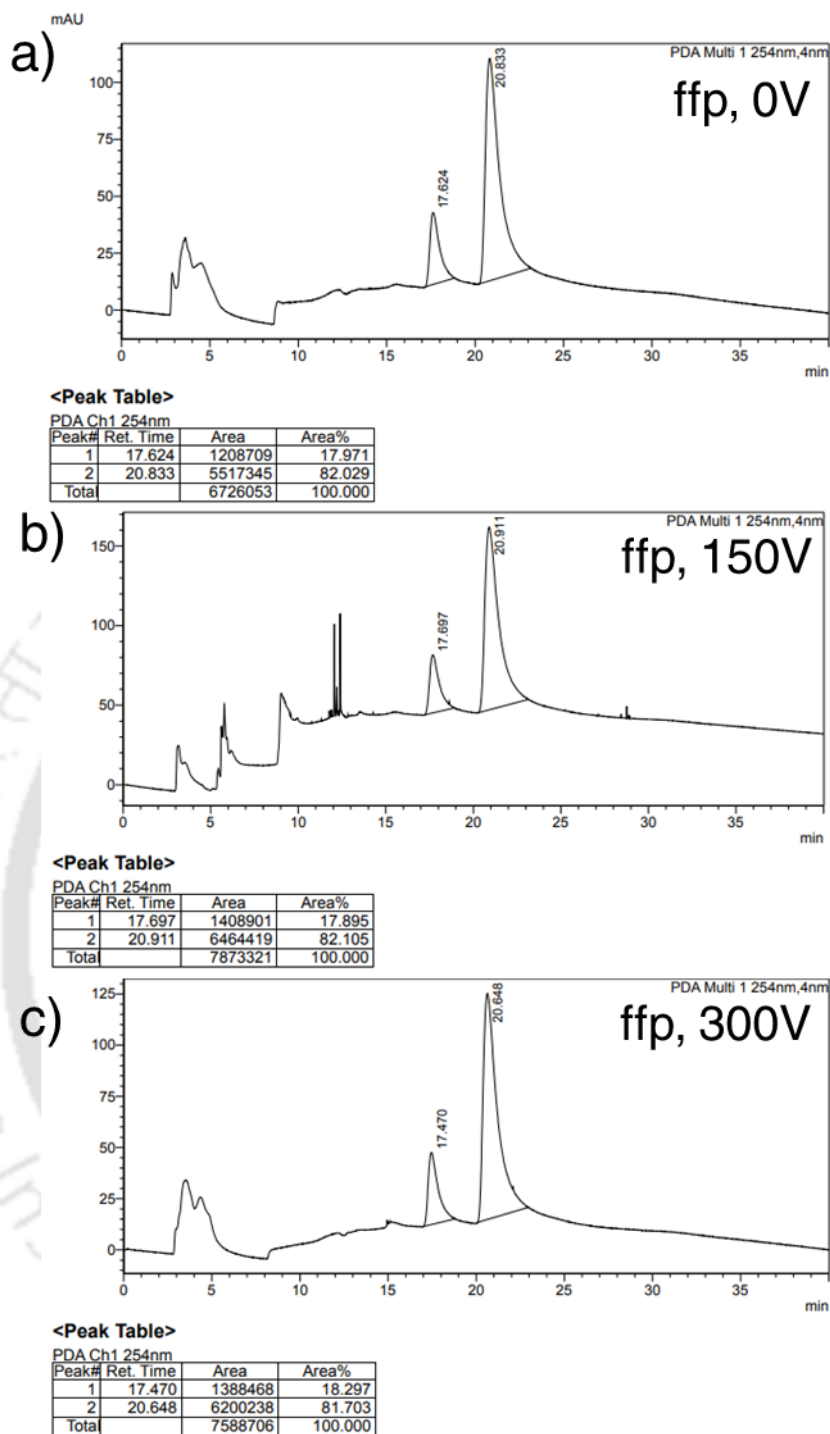 mAU
a)
PDA Multi 1 254nm,4nm
ffp, 0V
20.833
17.624
100
75
50
25
0
0 5 10 15 20 25 30 35
min
<Peak Table>
PDA Ch1 254nm
Peak# Ret. Time Area Area%
1 17.624 1208709 17.971
2 20.833 5517345 82.029
Total 6726053 100.000
b)
PDA Multi 1 254nm,4nm
ffp, 150V
20.911
17.697
150
100
50
0
0 5 10 15 20 25 30 35
min
<Peak Table>
PDA Ch1 254nm
Peak# Ret. Time Area Area%
1 17.697 1408901 17.895
2 20.911 6464419 82.105
Total 7873321 100.000
c)
PDA Multi 1 254nm,4nm
ffp, 300V
20.648
17.470
125
100
75
50
25
0
0 5 10 15 20 25 30 35
min
<Peak Table>
PDA Ch1 254nm
Peak# Ret. Time Area Area%
1 17.470 1388468 18.297
2 20.648 6200238 81.703
Total 7588706 100.000